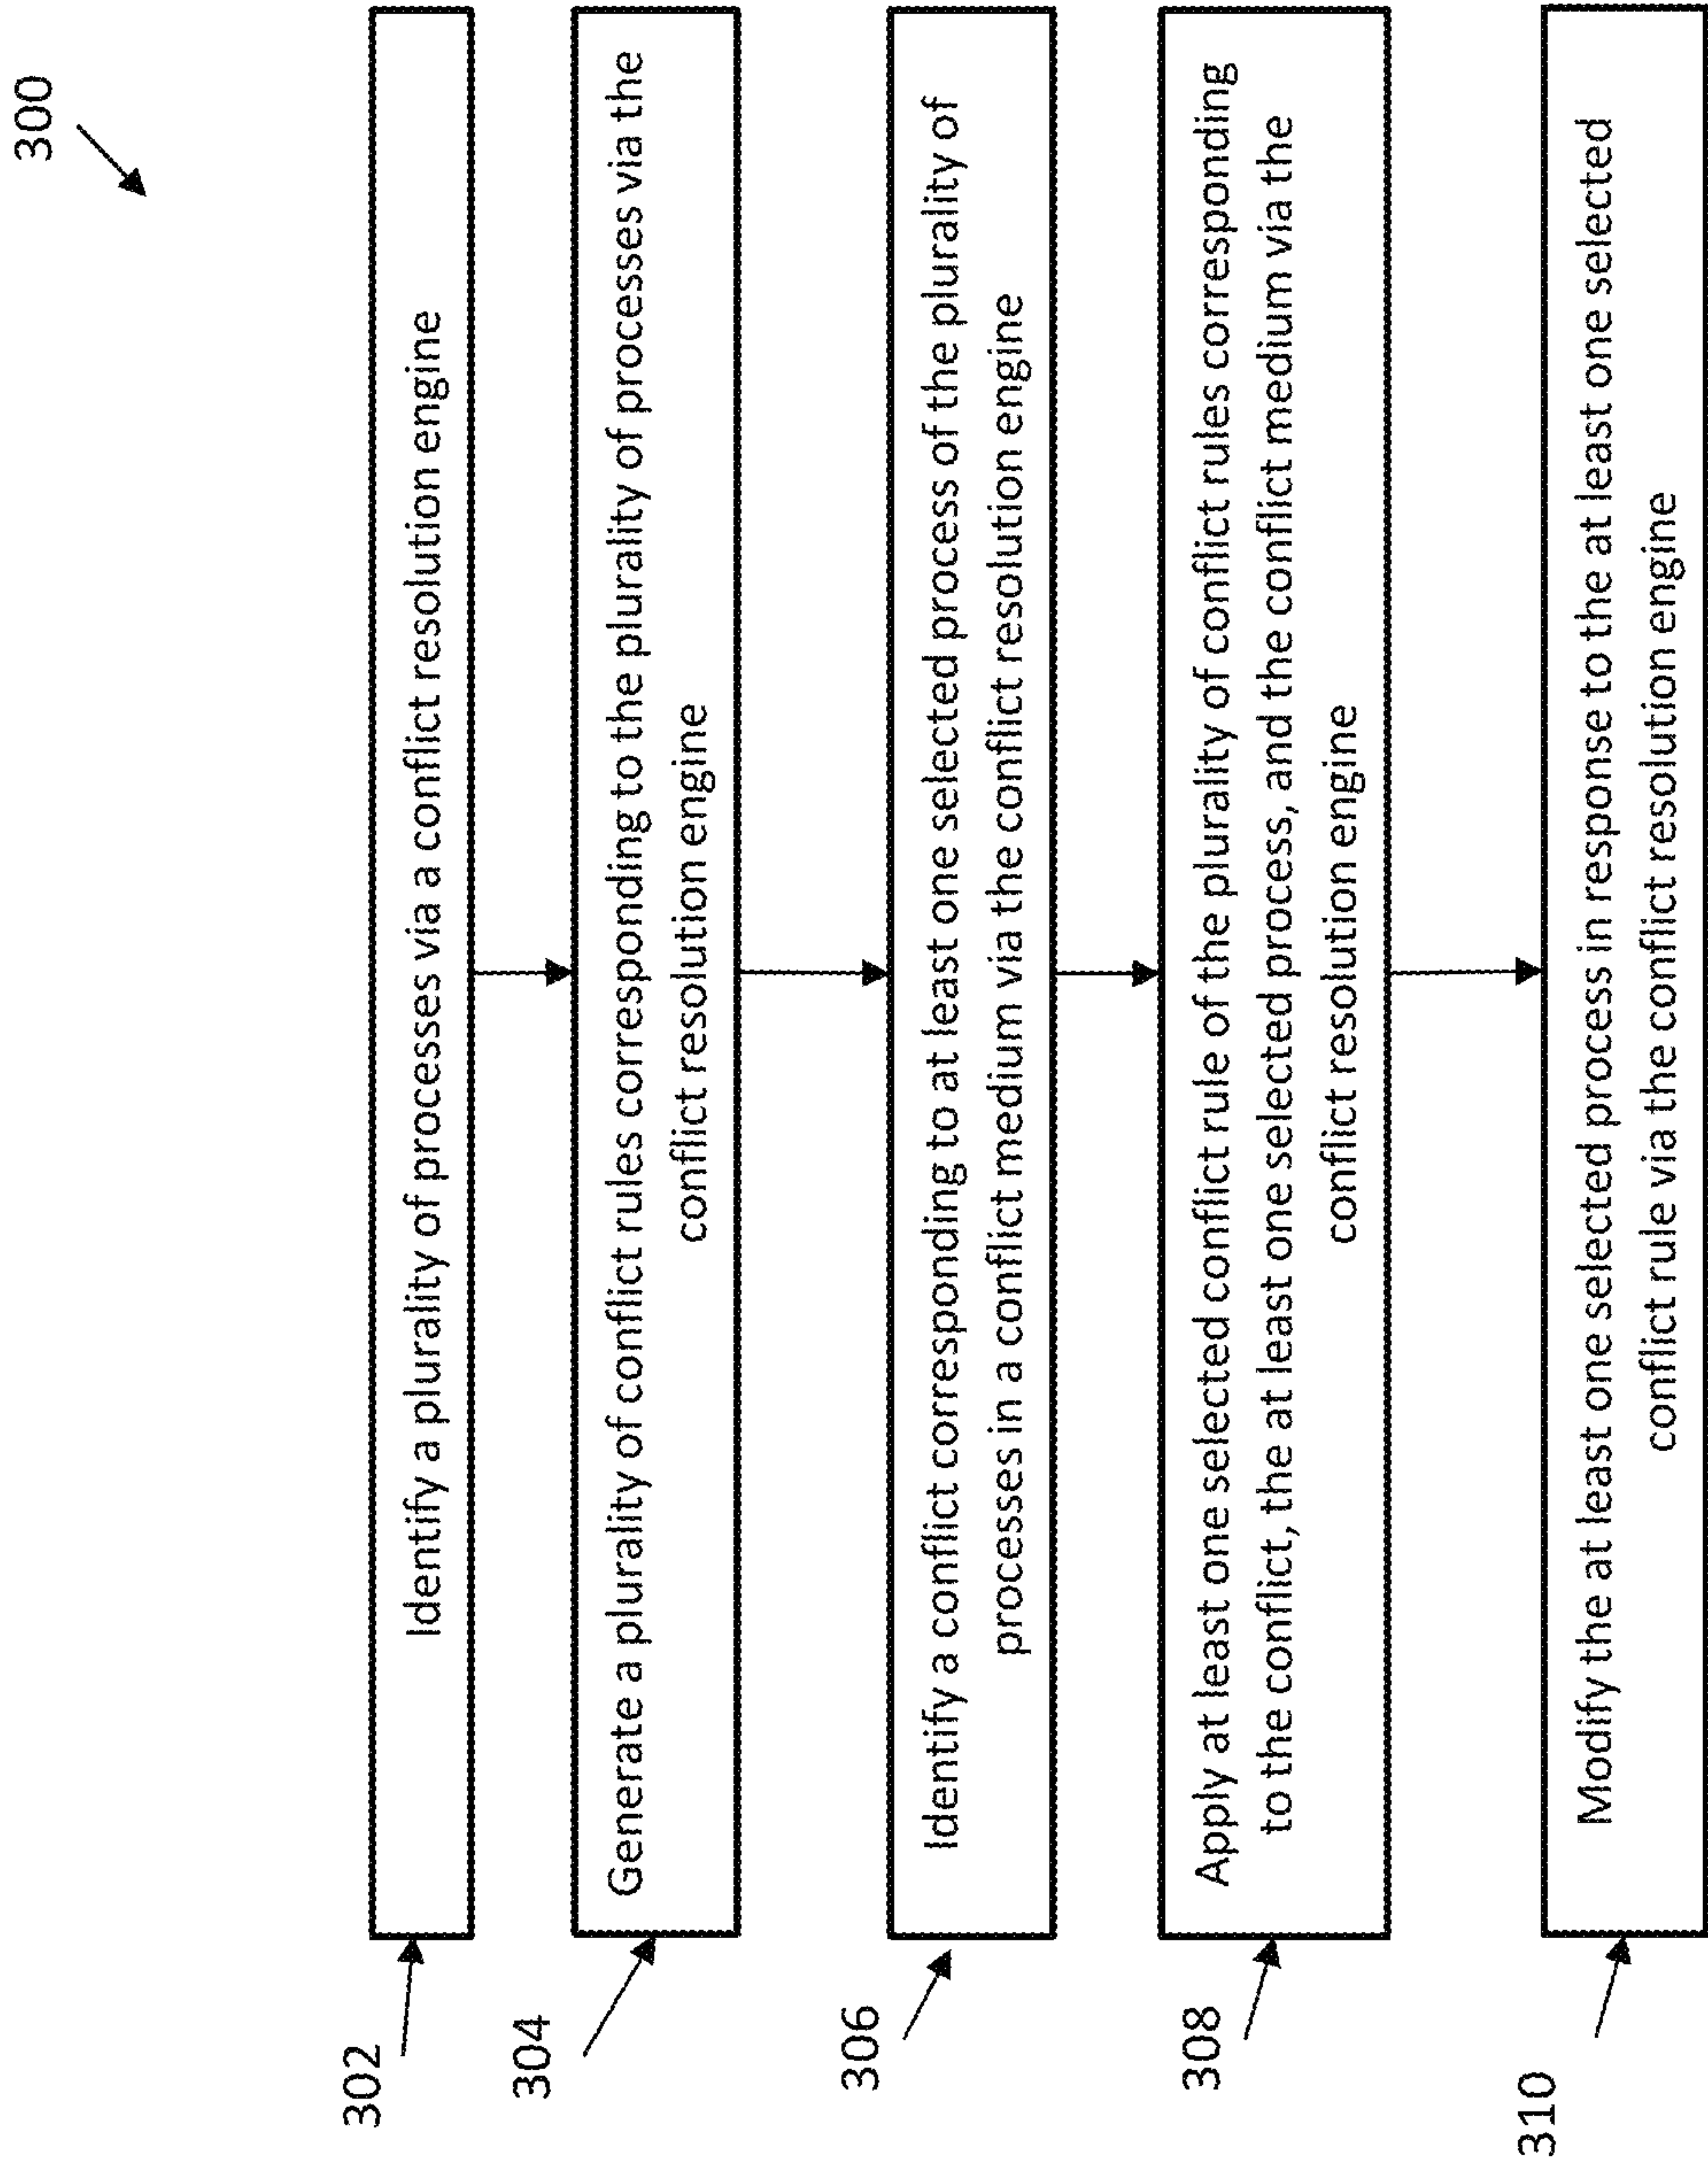 300
302
Identify a plurality of processes via a conflict resolution engine
304
Generate a plurality of conflict rules corresponding to the plurality of processes via the
conflict resolution engine
306
Identify a conflict corresponding to at least one selected process of the plurality of
processes in a conflict medium via the conflict resolution engine
308
Apply at least one selected conflict rule of the plurality of conflict rules corresponding
to the conflict, the at least one selected process, and the conflict medium via the
conflict resolution engine
310
Modify the at least one selected process in response to the at least one selected
conflict rule via the conflict resolution engine